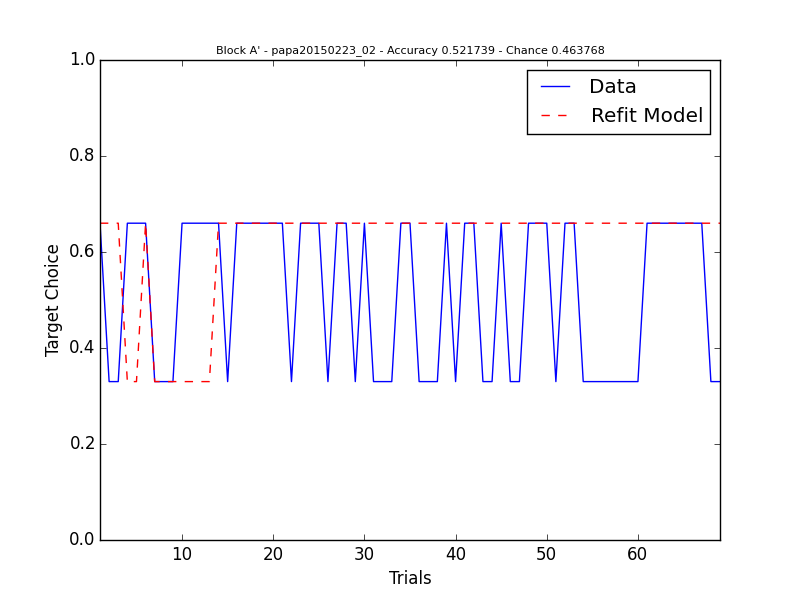 Block A' - papa20150223_02 - Accuracy 0.521739 - Chance 0.463768
1.0
Data
Refit Model
0.8
0.6
Target Choice
0.4
0.2
0.0
10 20 30 40 50 60
Trials